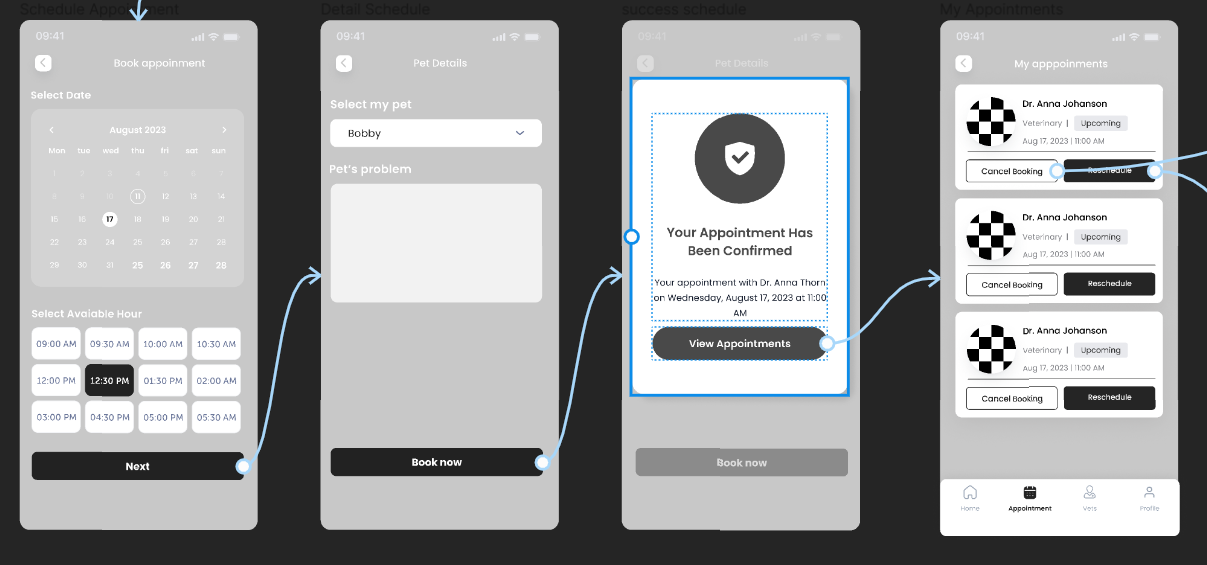 Schedule Appointment
09:41
Book appoinment
Select Date
August 2023
Mon tue wed thu fri sat sun
1 2 3 4 5 6 7
8 9 10 11 12 13 14
15 16 17 18 19 20 21
22 23 24 25 26 27 28
29 30 31 25 26 27 28
Select Avaiable Hour
09:00 AM 09:30 AM 10:00 AM 10:30 AM
12:00 PM 12:30 PM 01:30 PM 02:00 AM
03:00 PM 04:30 PM 05:00 PM 05:30 AM
Next
Detail Schedule
09:41
Pet Details
Select my pet
Bobby
Pet's problem
Book now
success schedule
09:41
Pet Details
Your Appointment Has
Been Confirmed
Your appointment with Dr. Anna Thorn
on Wednesday, August 17, 2023 at 11:00
AM
View Appointments
Book now
My Appointments
09:41
My apppoinments
Dr. Anna Johanson
Veterinary | Upcoming
Aug 17, 2023 | 11:00 AM
Cancel Booking Reschedule
Dr. Anna Johanson
Veterinary | Upcoming
Aug 17, 2023 | 11:00 AM
Cancel Booking Reschedule
Dr. Anna Johanson
Veterinary | Upcoming
Aug 17, 2023 | 11:00 AM
Cancel Booking Reschedule
Home Appointment Vets Profile